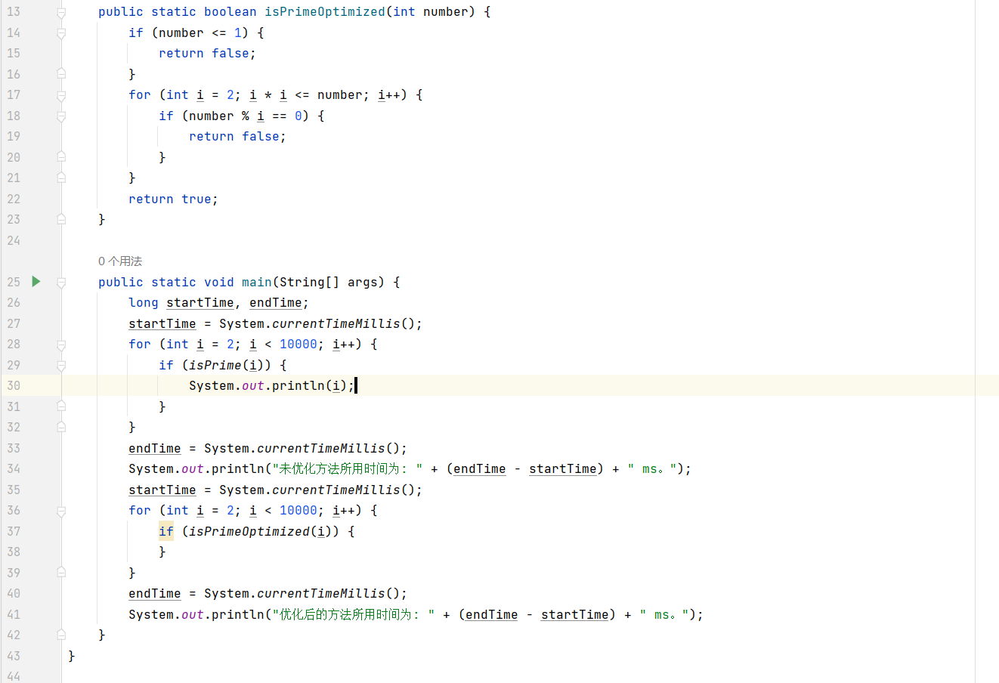 13 public static boolean isPrimeOptimized(int number) {
14 if (number <= 1) {
15 return false;
16 }
17 for (int i = 2; i * i <= number; i++) {
18 if (number % i == 0) {
19 return false;
20 }
21 }
22 return true;
23 }
24
0 个用法
25 public static void main(String[] args) {
26 long startTime, endTime;
27 startTime = System.currentTimeMillis();
28 for (int i = 2; i < 10000; i++) {
29 if (isPrime(i)) {
30 System.out.println(i);
31 }
32 }
33 endTime = System.currentTimeMillis();
34 System.out.println("未优化方法所用时间为: " + (endTime - startTime) + " ms。");
35 startTime = System.currentTimeMillis();
36 for (int i = 2; i < 10000; i++) {
37 if (isPrimeOptimized(i)) {
38 }
39 }
40 endTime = System.currentTimeMillis();
41 System.out.println("优化后的方法所用时间为: " + (endTime - startTime) + " ms。");
42 }
43 }
44